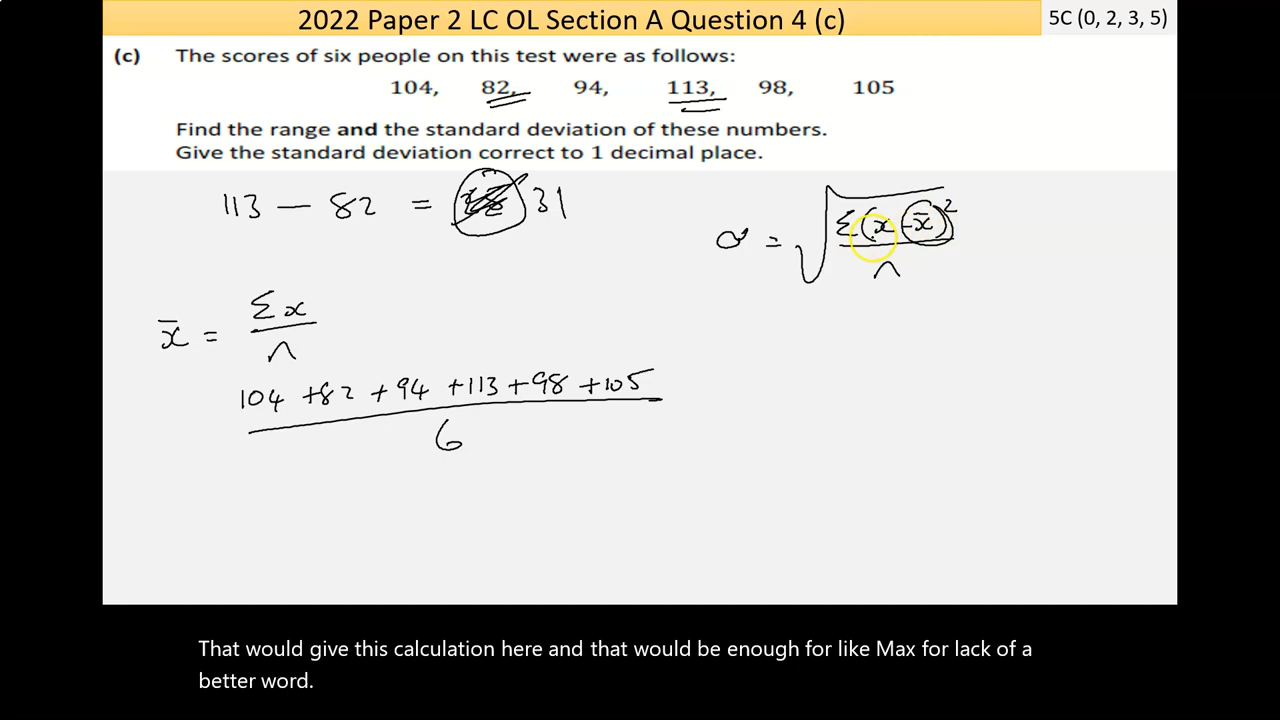 2022 Paper 2 LC OL Section A Question 4 (c)
5C (0, 2, 3, 5)
(c) The scores of six people on this test were as follows:
104, 82, 94, 113, 98, 105
Find the range and the standard deviation of these numbers.
Give the standard deviation correct to 1 decimal place.
113 — 82 = 31
σ = √(Σ(x - x̄)²/n)
x̄ = Σx/n
104 + 82 + 94 + 113 + 98 + 105
6
That would give this calculation here and that would be enough for like Max for lack of a
better word.